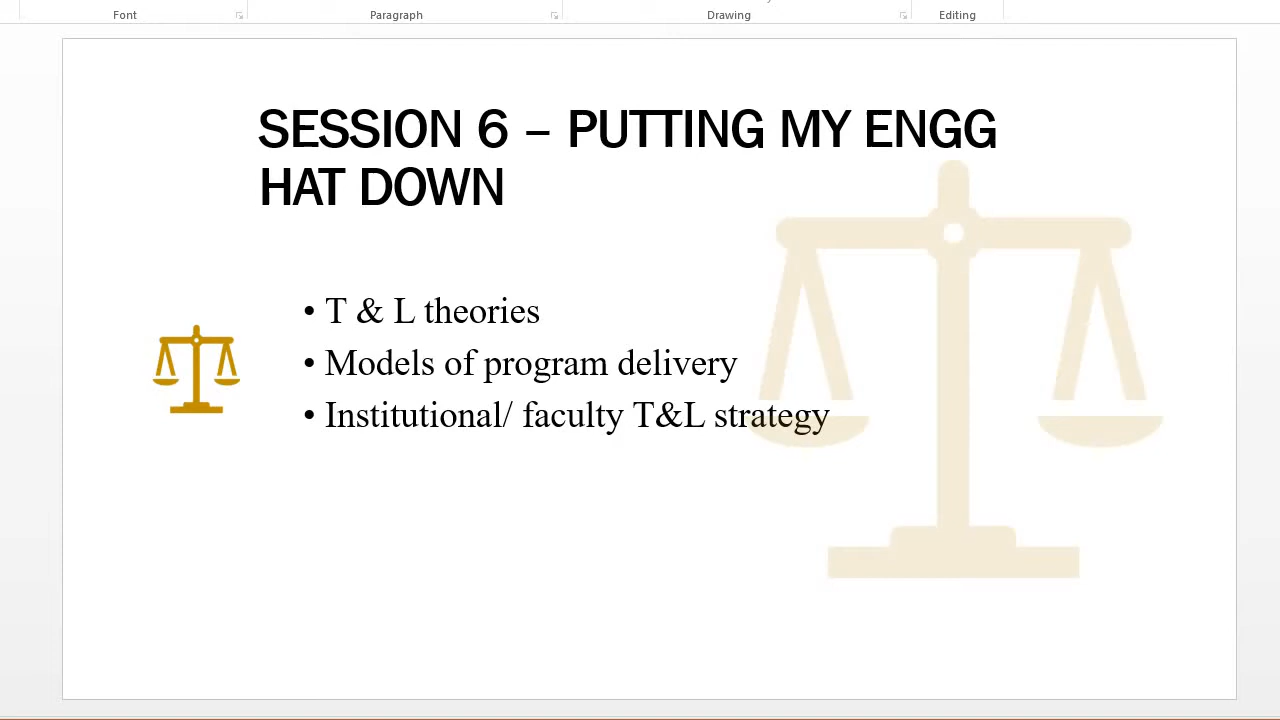 Font Paragraph Drawing Editing
SESSION 6 – PUTTING MY ENGG
HAT DOWN
• T & L theories
• Models of program delivery
• Institutional/ faculty T&L strategy